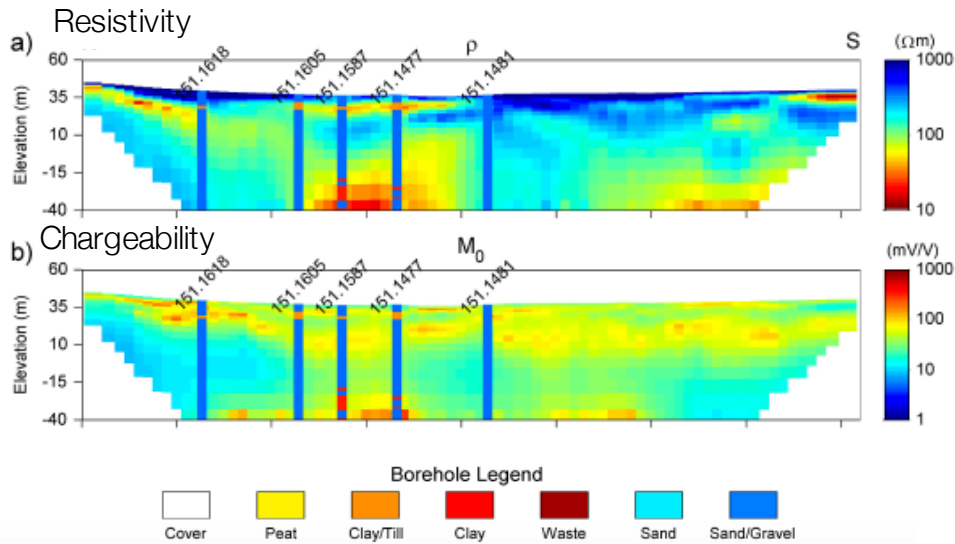 Resistivity
a) ρ S (Ωm)
60 1000
151.1618 151.1605 151.1587 151.1477 151.1481
35
10 100
-15
-40 10
Elevation (m)
Chargeability
b) M0 (mV/V)
60 1000
151.1618 151.1605 151.1587 151.1477 151.1481
35 100
10 10
-15
-40 1
Elevation (m)
Borehole Legend
Cover Peat Clay/Till Clay Waste Sand Sand/Gravel